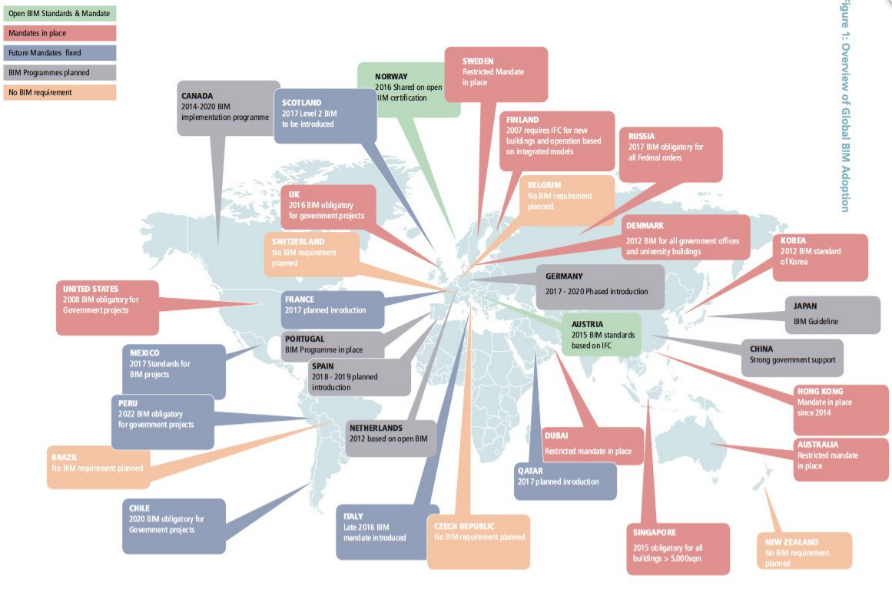 Open BIM Standards & Mandate
Mandates in place
Future Mandates fixed
BIM Programmes planned
No BIM requirement
Figure 1: Overview of Global BIM Adoption
CANADA
2014-2020 BIM
implementation programme
SCOTLAND
2017 Level 2 BIM
to be introduced
NORWAY
2016 Shared on open
BIM certification
SWEDEN
Restricted Mandate
in place
FINLAND
2007 requires IFC for new
buildings and operation based
on integrated models
RUSSIA
2017 BIM obligatory for
all Federal orders
UK
2016 BIM obligatory
for government projects
BELGIUM
No BIM requirement
planned
SWITZERLAND
No BIM requirement
planned
DENMARK
2012 BIM for all government offices
and university buildings
KOREA
2012 BIM standard
of Korea
UNITED STATES
2008 BIM obligatory for
Government projects
FRANCE
2017 planned inroduction
GERMANY
2017 - 2020 Phased introduction
JAPAN
BIM Guideline
AUSTRIA
2015 BIM standards
based on IFC
PORTUGAL
BIM Programme in place
CHINA
Strong government support
MEXICO
2017 Standards for
BIM projects
SPAIN
2018 - 2019 planned
introduction
HONG KONG
Mandate in place
since 2014
PERU
2022 BIM obligatory
for government projects
NETHERLANDS
2012 based on open BIM
DUBAI
Restricted mandate in place
AUSTRALIA
Restricted mandate
in place
BRAZIL
No BIM requirement planned
QATAR
2017 planned inroduction
CHILE
2020 BIM obligatory for
Government projects
ITALY
Late 2016 BIM
mandate introduced
CZECH REPUBLIC
No BIM requirement planned
SINGAPORE
2015 obligatory for all
buildings > 5,000sqm
NEW ZEALAND
No BIM requirement
planned